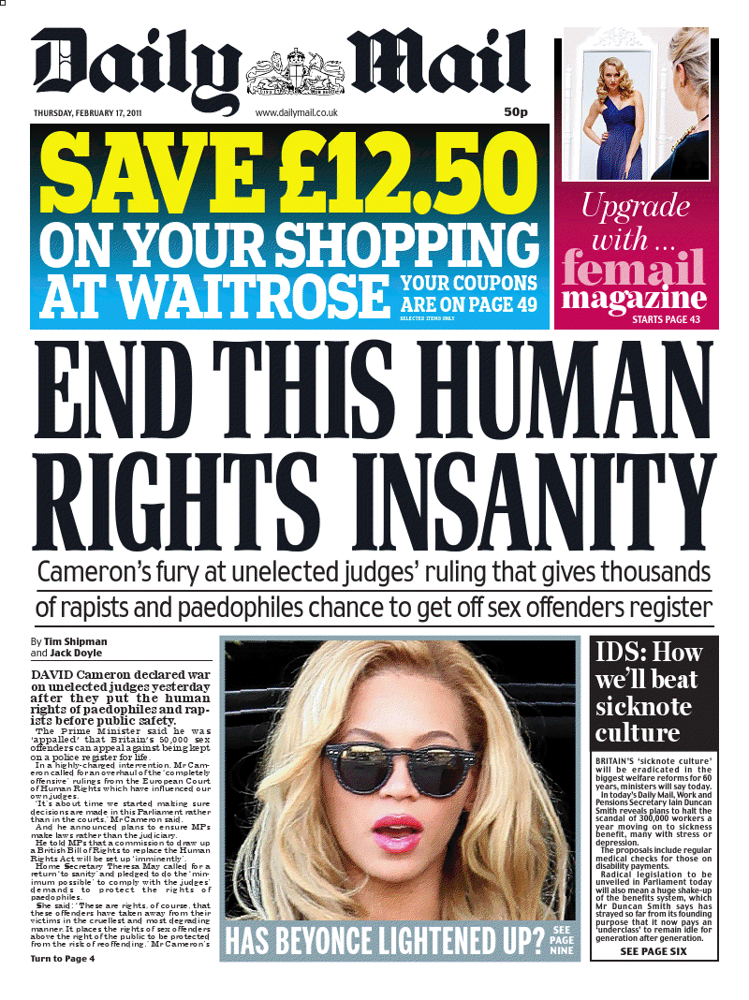 Daily Mail
THURSDAY, FEBRUARY 17, 2011
www.dailymail.co.uk
50p
SAVE £12.50
ON YOUR SHOPPING
AT WAITROSE
YOUR COUPONS
ARE ON PAGE 49
SELECTED ITEMS ONLY
Upgrade
with ...
femail
magazine
STARTS PAGE 43
END THIS HUMAN
RIGHTS INSANITY
Cameron's fury at unelected judges' ruling that gives thousands
of rapists and paedophiles chance to get off sex offenders register
By Tim Shipman
and Jack Doyle
DAVID Cameron declared war
on unelected judges yesterday
after they put the human
rights of paedophiles and rap-
ists before public safety.
The Prime Minister said he was
'appalled' that Britain's 50,000 sex
offenders can appeal against being kept
on a police register for life.
In a highly-charged intervention, Mr Cam-
eron called for an overhaul of the 'completely
offensive' rulings from the European Court
of Human Rights which have influenced our
own judges.
'It's about time we started making sure
decisions are made in this Parliament rather
than in the courts,' Mr Cameron said.
And he announced plans to ensure MPs
make laws rather than the judiciary.
He told MPs that a commission to draw up
a British Bill of Rights to replace the Human
Rights Act will be set up 'imminently'.
Home Secretary Theresa May called for a
return 'to sanity' and pledged to do the 'min-
imum possible' to comply with the judges'
demands to protect the rights of
paedophiles.
She said: 'These are rights, of course, that
these offenders have taken away from their
victims in the cruellest and most degrading
manner. It places the rights of sex offenders
above the right of the public to be protected
from the risk of reoffending.' Mr Cameron's
Turn to Page 4
HAS BEYONCE LIGHTENED UP?
SEE
PAGE
NINE
IDS: How
we'll beat
sicknote
culture
BRITAIN'S 'sicknote culture'
will be eradicated in the
biggest welfare reforms for 60
years, ministers will say today.
In today's Daily Mail, Work and
Pensions Secretary Iain Duncan
Smith reveals plans to halt the
scandal of 300,000 workers a
year moving on to sickness
benefit, many with stress or
depression.
The proposals include regular
medical checks for those on
disability payments.
Radical legislation to be
unveiled in Parliament today
will also mean a huge shake-up
of the benefits system, which
Mr Duncan Smith says has
strayed so far from its founding
purpose that it now pays an
'underclass' to remain idle for
generation after generation.
SEE PAGE SIX